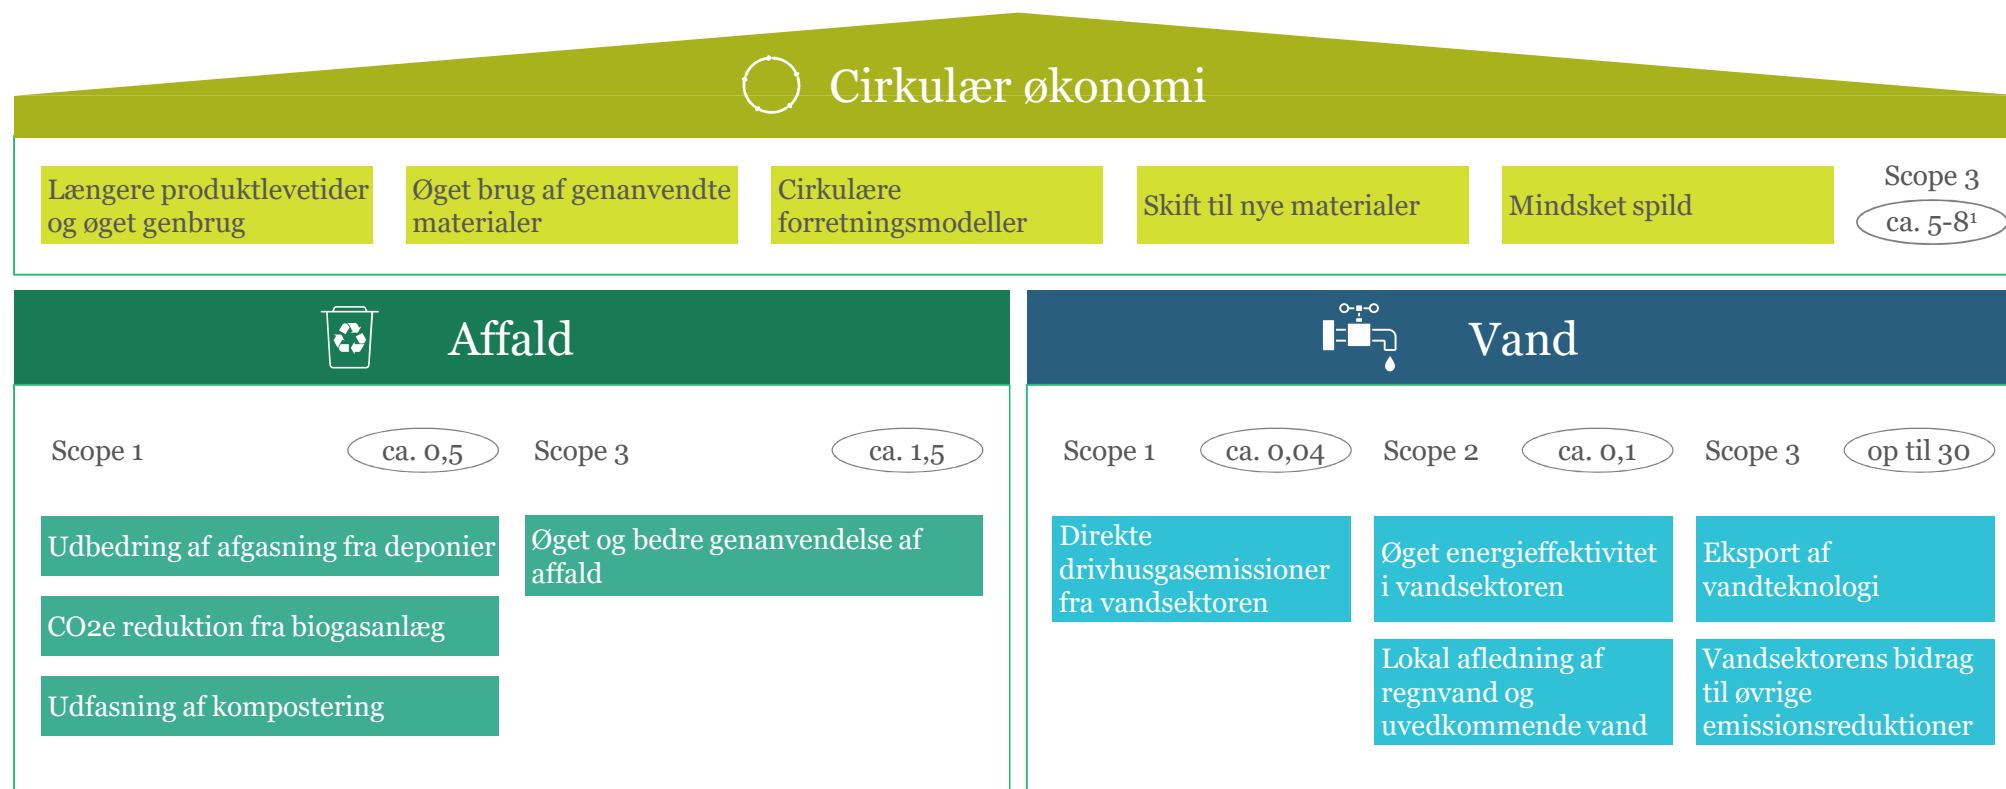 Cirkulær økonomi
Længere produktlevetider
og øget genbrug
Øget brug af genanvendte
materialer
Cirkulære
forretningsmodeller
Skift til nye materialer
Mindsket spild
Scope 3
ca. 5-8¹
Affald
Scope 1
ca. 0,5
Scope 3
ca. 1,5
Udbedring af afgasning fra deponier
CO2e reduktion fra biogasanlæg
Udfasning af kompostering
Øget og bedre genanvendelse af
affald
Vand
Scope 1
ca. 0,04
Scope 2
ca. 0,1
Scope 3
op til 30
Direkte
drivhusgasemissioner
fra vandsektoren
Øget energieffektivitet
i vandsektoren
Lokal afledning af
regnvand og
uvedkommende vand
Eksport af
vandteknologi
Vandsektorens bidrag
til øvrige
emissionsreduktioner